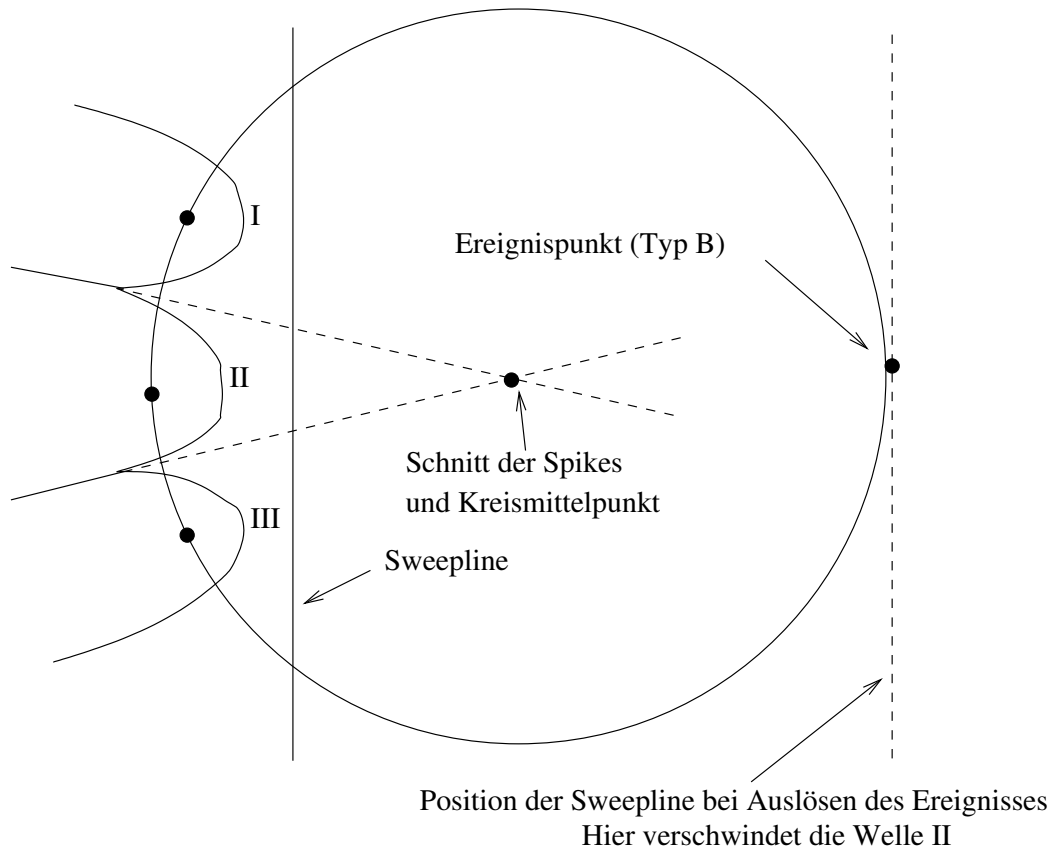 I
Ereignispunkt (Typ B)
II
Schnitt der Spikes
und Kreismittelpunkt
III
Sweepline
Position der Sweepline bei Auslösen des Ereignisses
Hier verschwindet die Welle II